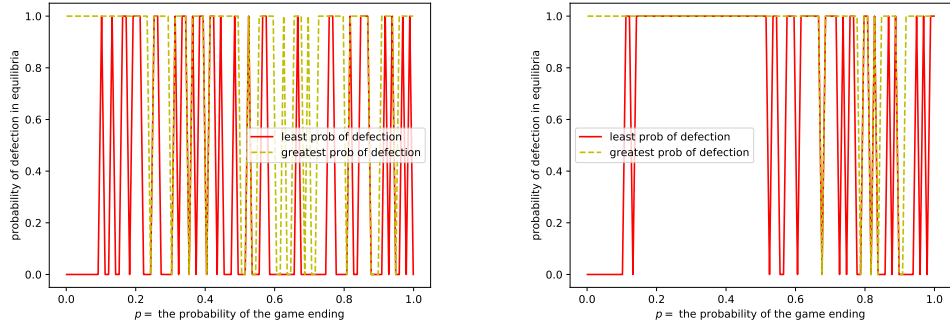 probability of defection in equilibria
1.0
0.8
0.6
0.4
0.2
0.0
least prob of defection
greatest prob of defection
0.0 0.2 0.4 0.6 0.8 1.0
p = the probability of the game ending
probability of defection in equilibria
1.0
0.8
0.6
0.4
0.2
0.0
least prob of defection
greatest prob of defection
0.0 0.2 0.4 0.6 0.8 1.0
p = the probability of the game ending